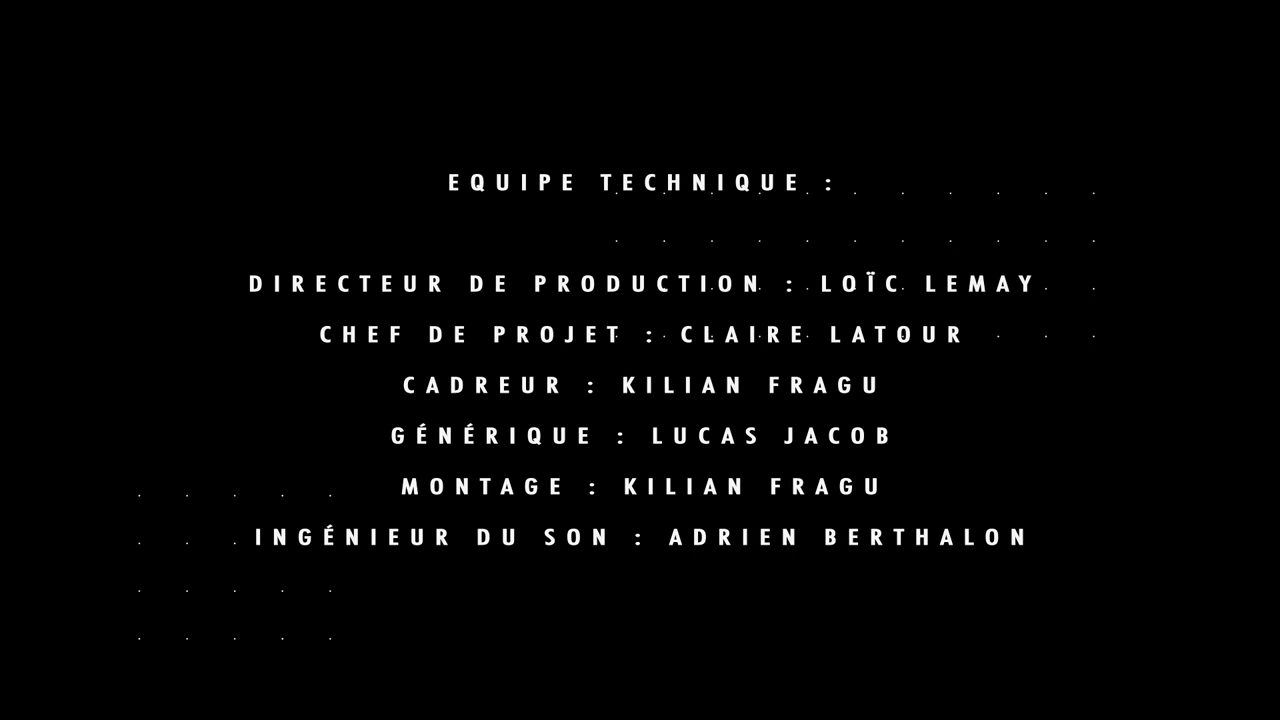 EQUIPE TECHNIQUE :
DIRECTEUR DE PRODUCTION : LOÏC LEMAY
CHEF DE PROJET : CLAIRE LATOUR
CADREUR : KILIAN FRAGU
GÉNÉRIQUE : LUCAS JACOB
MONTAGE : KILIAN FRAGU
INGÉNIEUR DU SON : ADRIEN BERTHALON